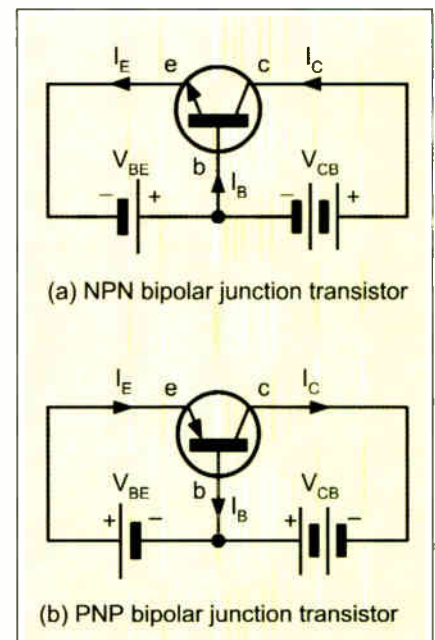 I_E e c I_C
V_BE b I_B V_CB
− + − +
(a) NPN bipolar junction transistor
I_E e c I_C
V_BE b I_B V_CB
+ − + −
(b) PNP bipolar junction transistor